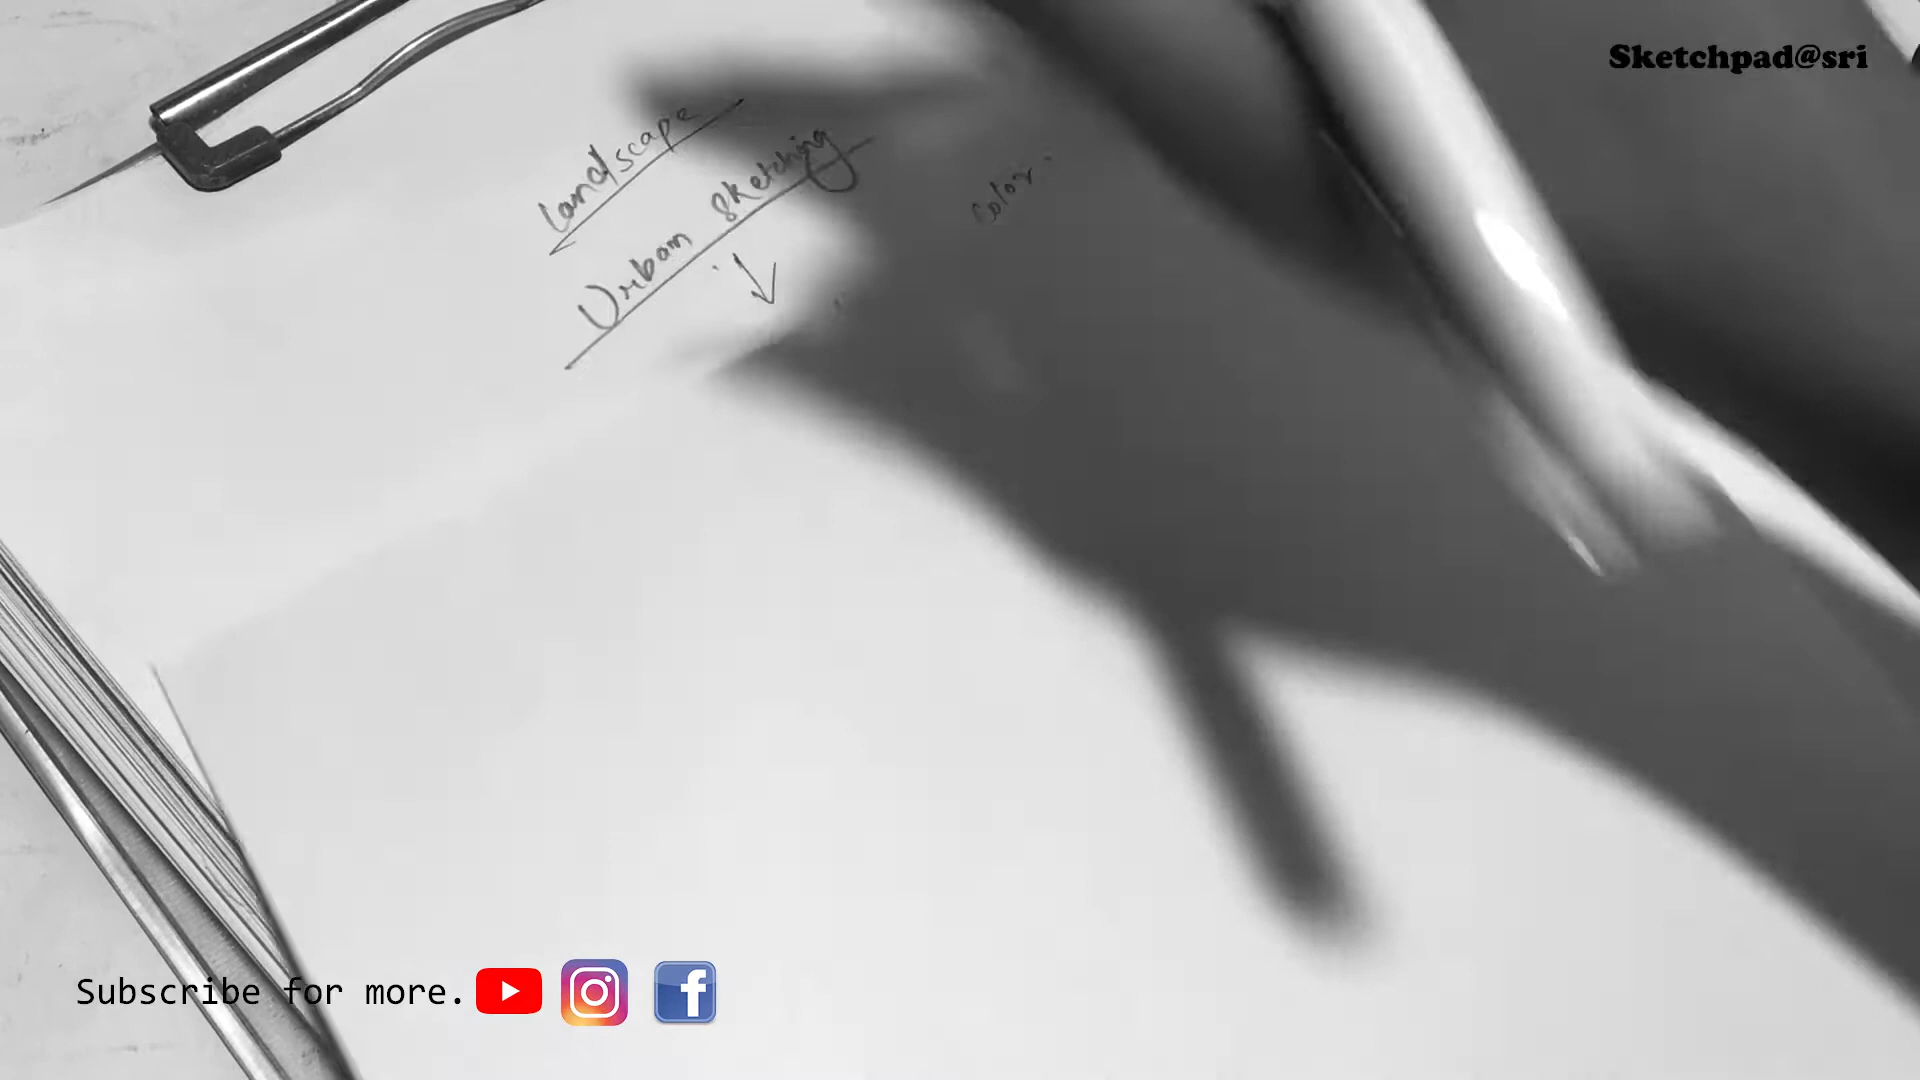 Sketchpad@sri
Landscape
Urban sketching
color.
Subscribe for more.